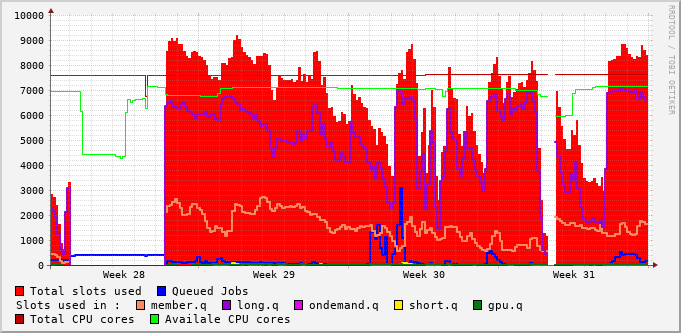 10000
9000
8000
7000
6000
5000
4000
3000
2000
1000
0
Week 28 Week 29 Week 30 Week 31
RRDTOOL / TOBI OETIKER
Total slots used Queued Jobs
Slots used in : member.q long.q ondemand.q short.q gpu.q
Total CPU cores Availale CPU cores